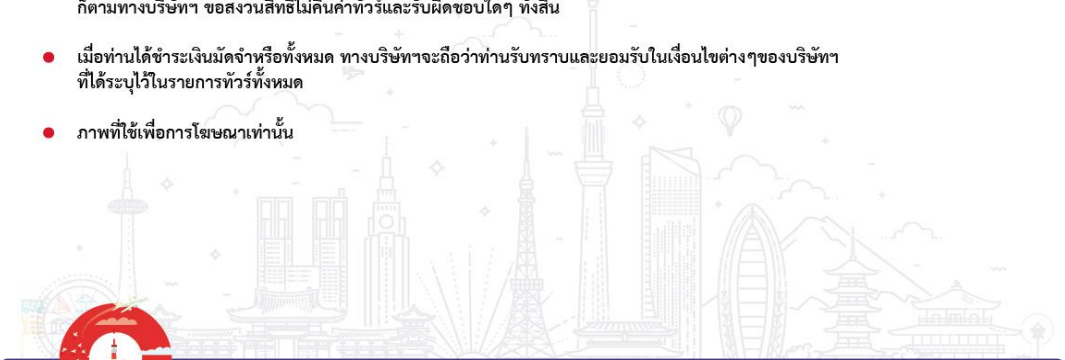 ก็ตามทางบริษัทฯ ขอสงวนสิทธิ์ไม่คืนค่าทัวร์และรับผิดชอบใดๆ ทั้งสิ้น
เมื่อท่านได้ชำระเงินมัดจำหรือทั้งหมด ทางบริษัทฯจะถือว่าท่านรับทราบและยอมรับในเงื่อนไขต่างๆของบริษัทฯ
ที่ได้ระบุไว้ในรายการทัวร์ทั้งหมด
ภาพที่ใช้เพื่อการโฆษณาเท่านั้น